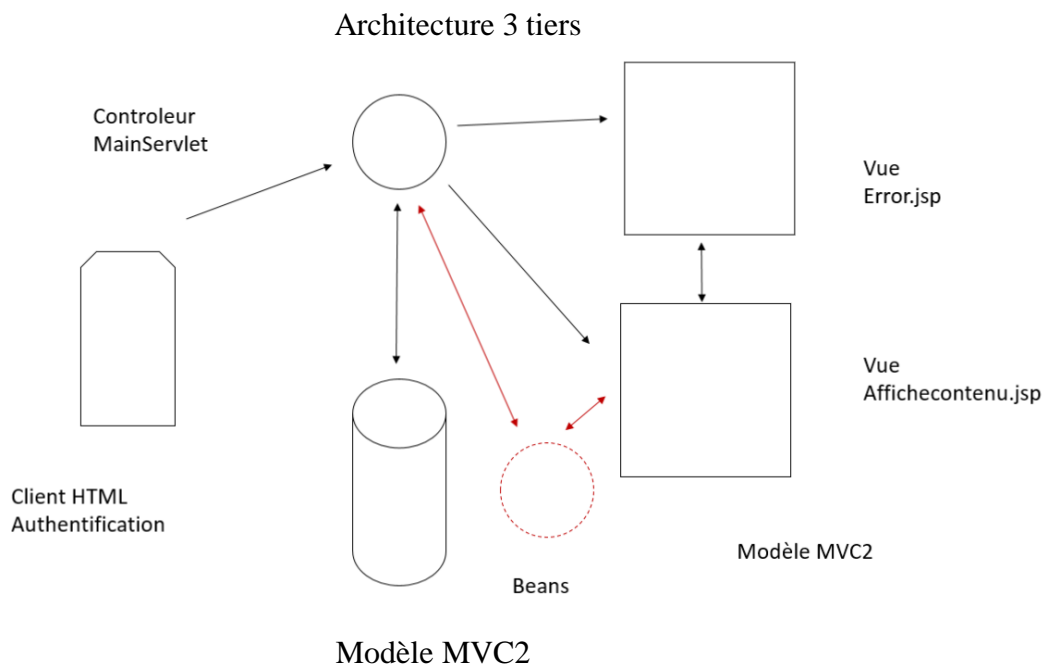 Architecture 3 tiers
Controleur
MainServlet
Vue
Error.jsp
Vue
Affichecontenu.jsp
Client HTML
Authentification
Modèle MVC2
Beans
Modèle MVC2